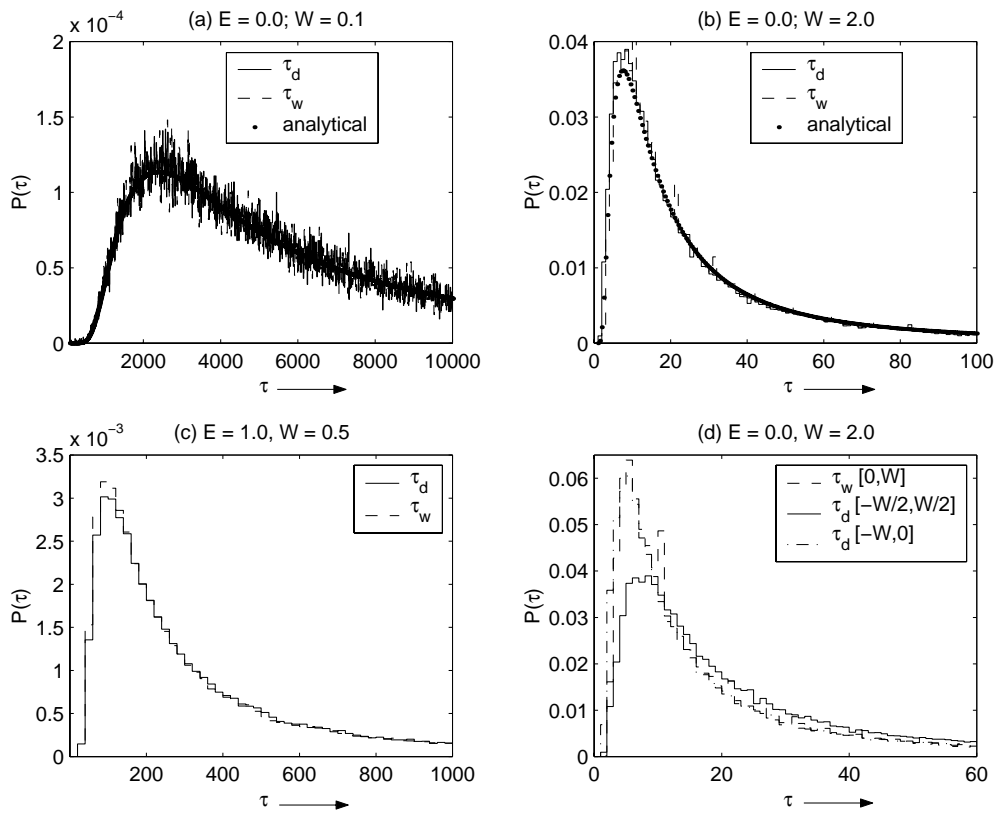 (a) E = 0.0; W = 0.1
x 10^-4
2
1.5
1
0.5
0
P(τ)
2000 4000 6000 8000 10000
τ
τ_d
τ_w
analytical
(b) E = 0.0; W = 2.0
0.04
0.03
0.02
0.01
0
P(τ)
0 20 40 60 80 100
τ
τ_d
τ_w
analytical
(c) E = 1.0, W = 0.5
x 10^-3
3.5
3
2.5
2
1.5
1
0.5
0
P(τ)
200 400 600 800 1000
τ
τ_d
τ_w
(d) E = 0.0, W = 2.0
0.06
0.05
0.04
0.03
0.02
0.01
0
P(τ)
0 20 40 60
τ
τ_w [0,W]
τ_d [-W/2,W/2]
τ_d [-W,0]